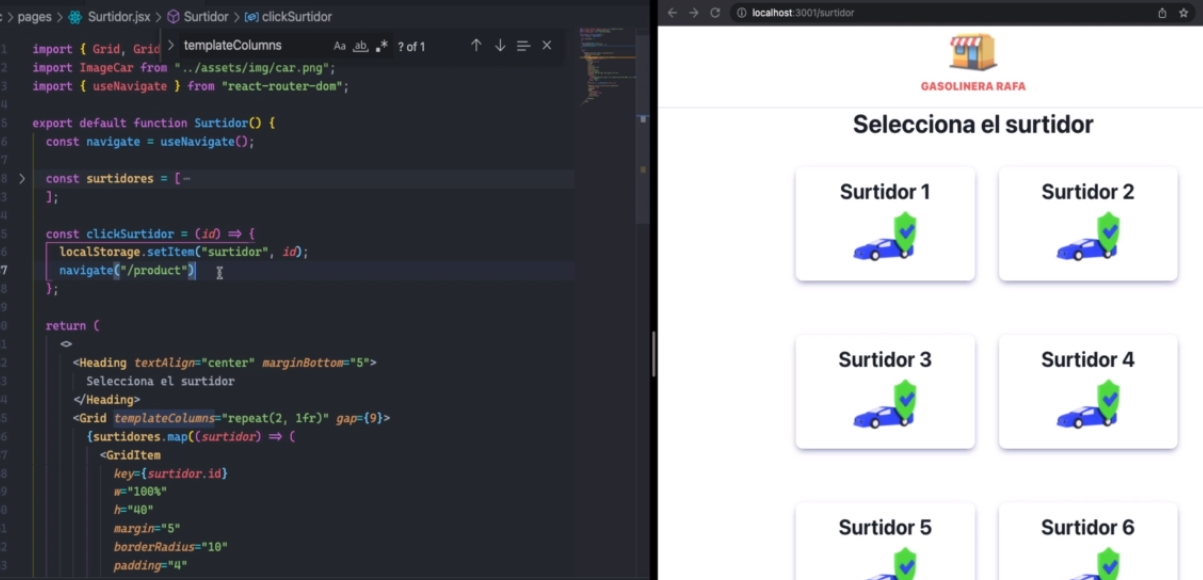 pages > Surtidor.jsx > Surtidor > clickSurtidor
templateColumns
Aa ab .* ? of 1
import { Grid, Grid
import ImageCar from "../assets/img/car.png";
import { useNavigate } from "react-router-dom";
export default function Surtidor() {
const navigate = useNavigate();
const surtidores = [⋯
];
const clickSurtidor = (id) => {
localStorage.setItem("surtidor", id);
navigate("/product")
};
return (
<>
<Heading textAlign="center" marginBottom="5">
Selecciona el surtidor
</Heading>
<Grid templateColumns="repeat(2, 1fr)" gap={9}>
{surtidores.map((surtidor) => (
<GridItem
key={surtidor.id}
w="100%"
h="40"
margin="5"
borderRadius="10"
padding="4"
localhost:3001/surtidor
GASOLINERA RAFA
Selecciona el surtidor
Surtidor 1
Surtidor 2
Surtidor 3
Surtidor 4
Surtidor 5
Surtidor 6